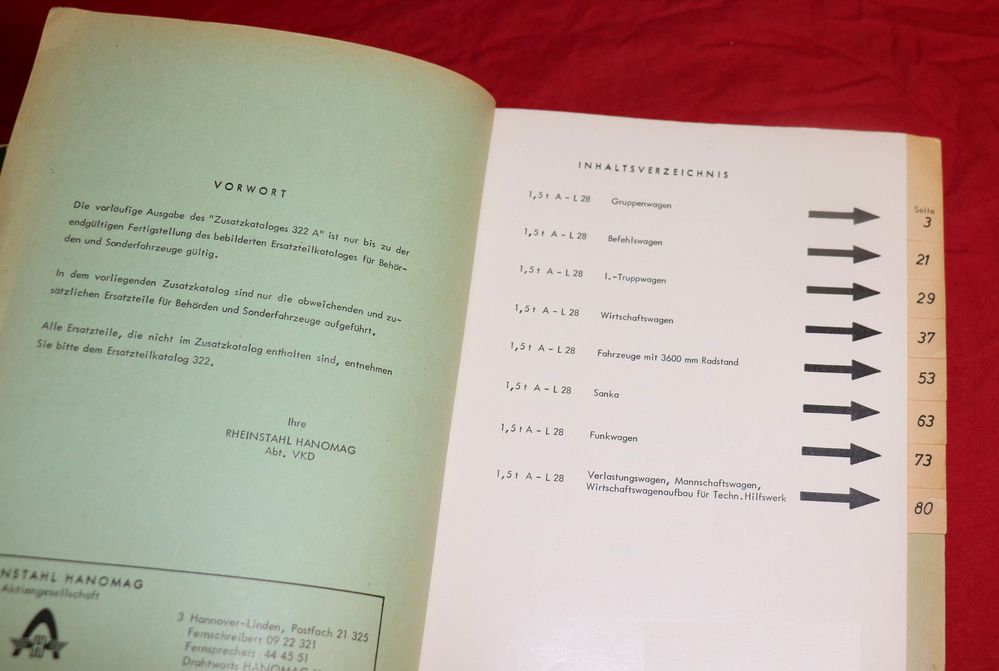 VORWORT
Die vorläufige Ausgabe des "Zusatzkataloges 322 A" ist nur bis zu der
endgültigen Fertigstellung des bebilderten Ersatzteilkataloges für Behör-
den und Sonderfahrzeuge gültig.
In dem vorliegenden Zusatzkatalog sind nur die abweichenden und zu-
sätzlichen Ersatzteile für Behörden und Sonderfahrzeuge aufgeführt.
Alle Ersatzteile, die nicht im Zusatzkatalog enthalten sind, entnehmen
Sie bitte dem Ersatzteilkatalog 322.
Ihre
RHEINSTAHL HANOMAG
Abt. VKD
NSTAHL HANOMAG
Aktiengesellschaft
3 Hannover-Linden, Postfach 21 325
Fernschreiber: 09 22 321
Fernsprecher: 44 45 51
Drahtwort: HANOMAG
INHALTSVERZEICHNIS
Seite
1,5 t A - L 28 Gruppenwagen 3
1,5 t A - L 28 Befehlswagen 21
1,5 t A - L 28 I.-Truppwagen 29
1,5 t A - L 28 Wirtschaftswagen 37
1,5 t A - L 28 Fahrzeuge mit 3600 mm Radstand 53
1,5 t A - L 28 Sanka 63
1,5 t A - L 28 Funkwagen 73
1,5 t A - L 28 Verlastungswagen, Mannschaftswagen,
Wirtschaftswagenaufbau für Techn. Hilfswerk 80